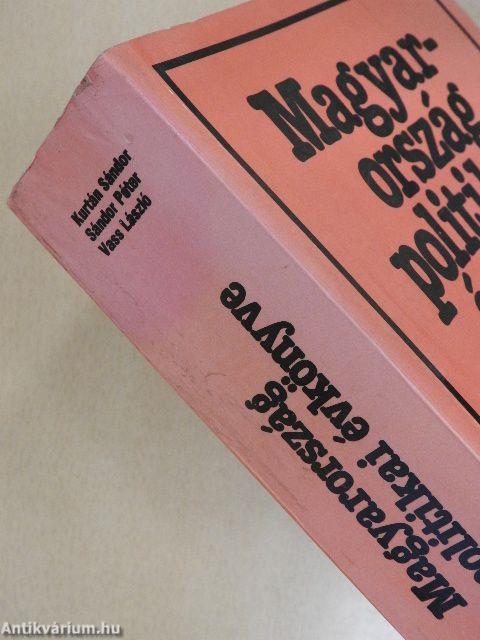 Magyar-
ország
politi
Kurtán Sándor
Sándor Péter
Vass László
Magyarország
politikai évkönyve
Antikvárium.hu